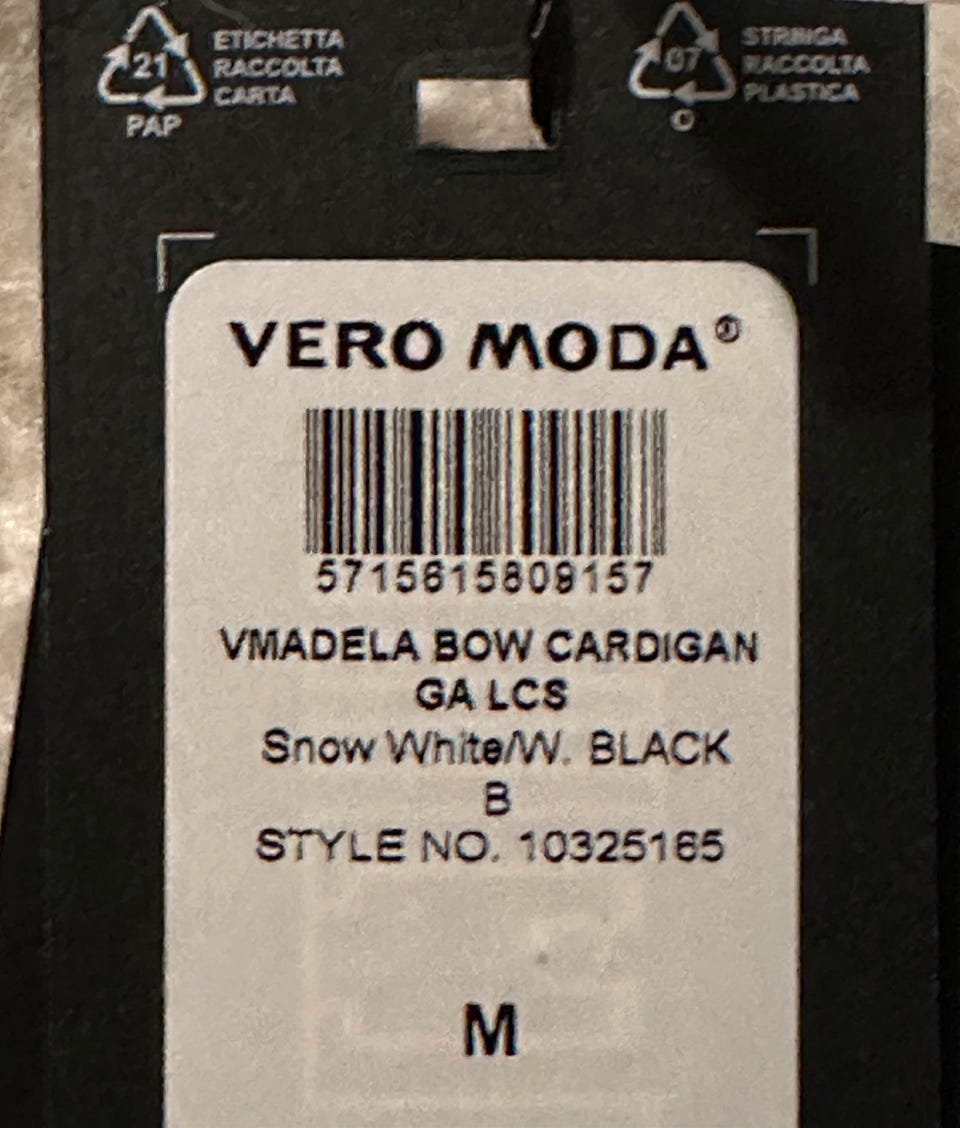 21
ETICHETTA
RACCOLTA
CARTA
PAP
07
STRINGA
RACCOLTA
PLASTICA
O
VERO MODA®
5715615809157
VMADELA BOW CARDIGAN
GA LCS
Snow White/W. BLACK
B
STYLE NO. 10325165
M